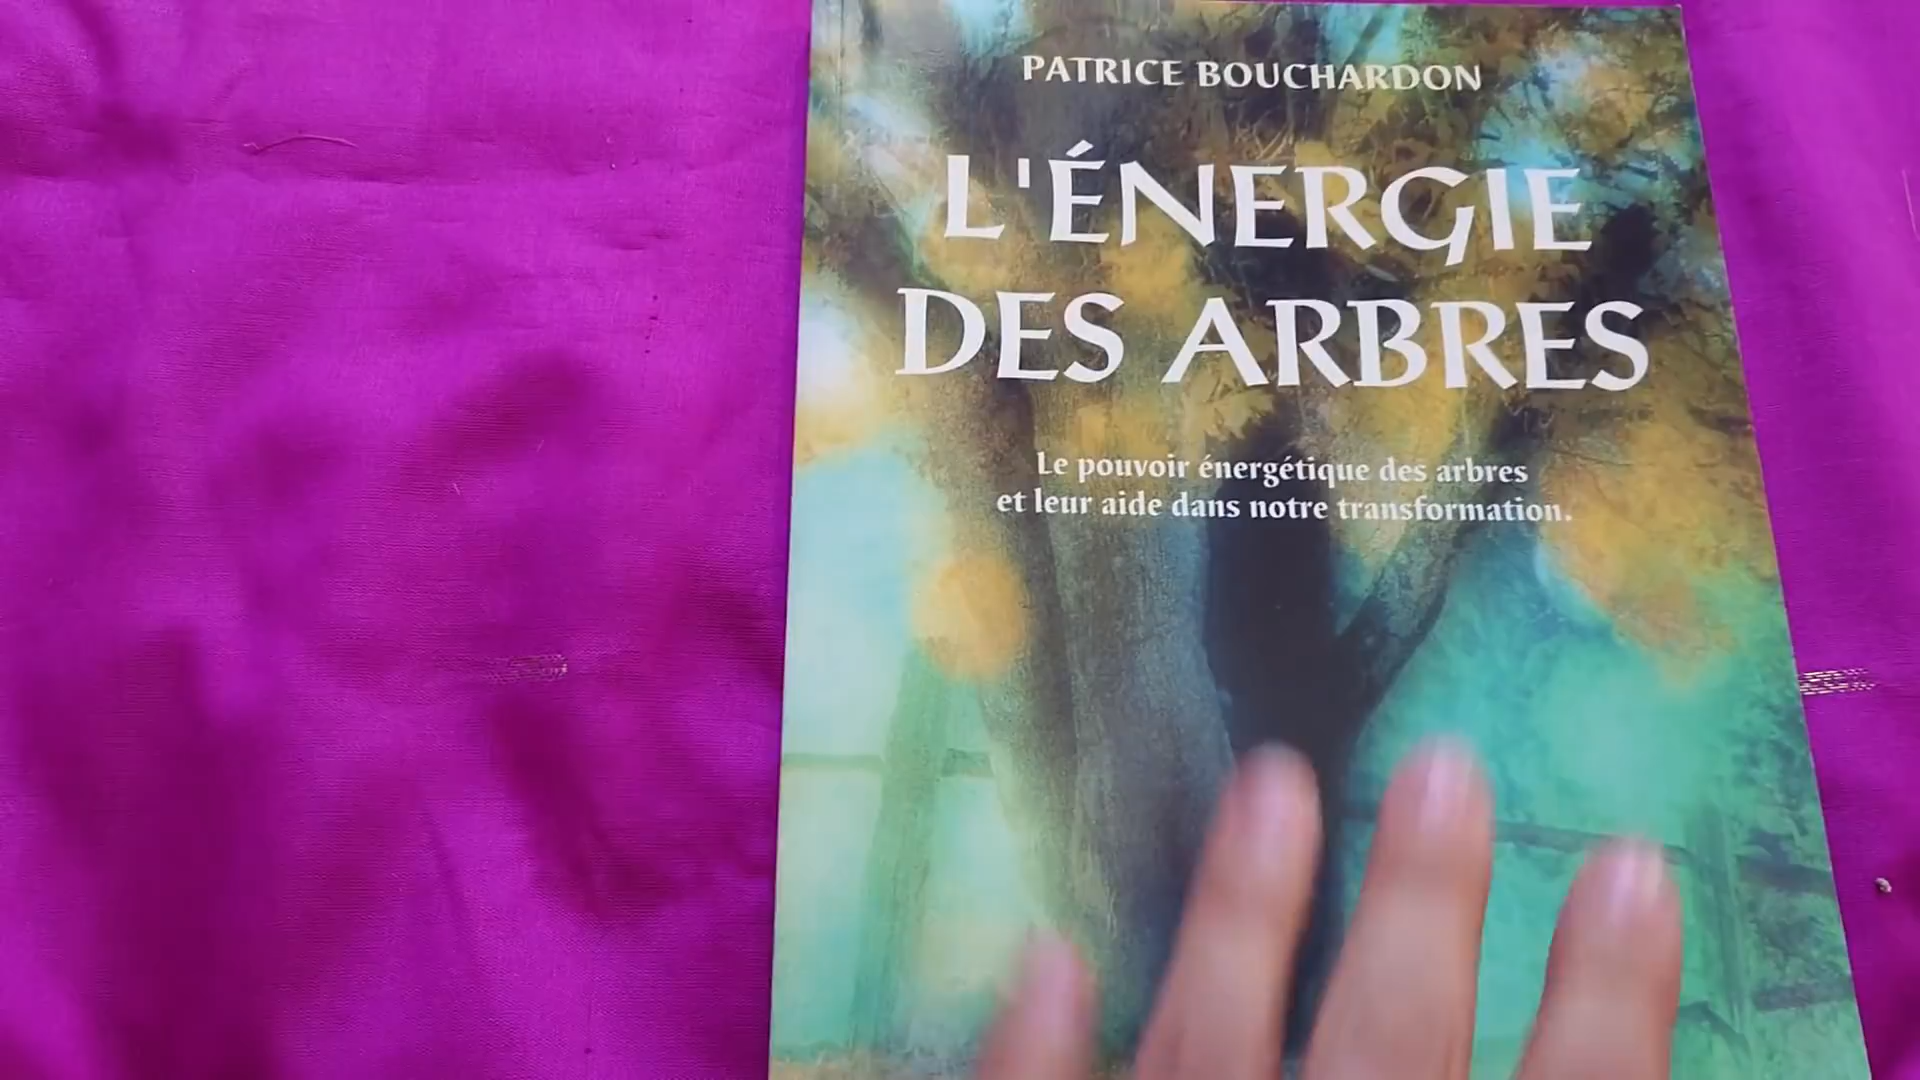 PATRICE BOUCHARDON
L'ÉNERGIE
DES ARBRES
Le pouvoir énergétique des arbres
et leur aide dans notre transformation.